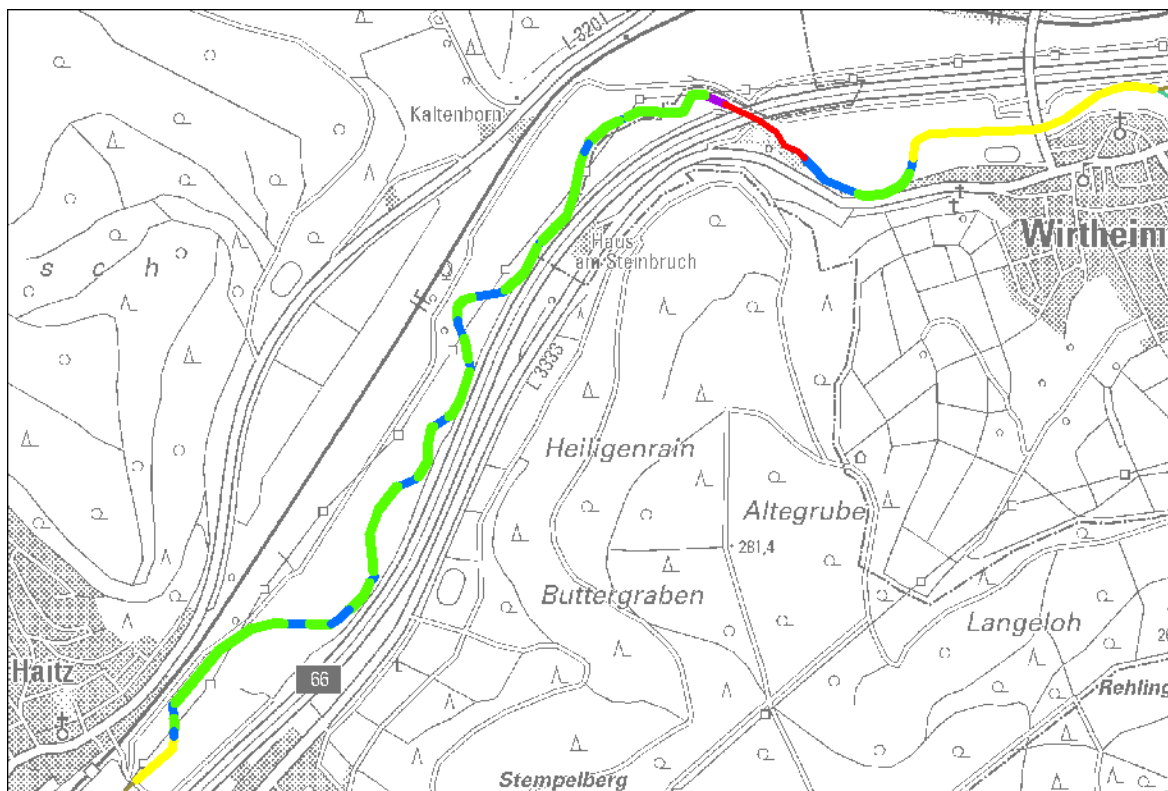 L 3201
Kaltenborn
Wirtheim
s c h
Haus
am Steinbruch
L 3333
Heiligenrain
Altegrube
281,4
Buttergraben
Langeloh
Haitz
66
Rehling
Stempelberg